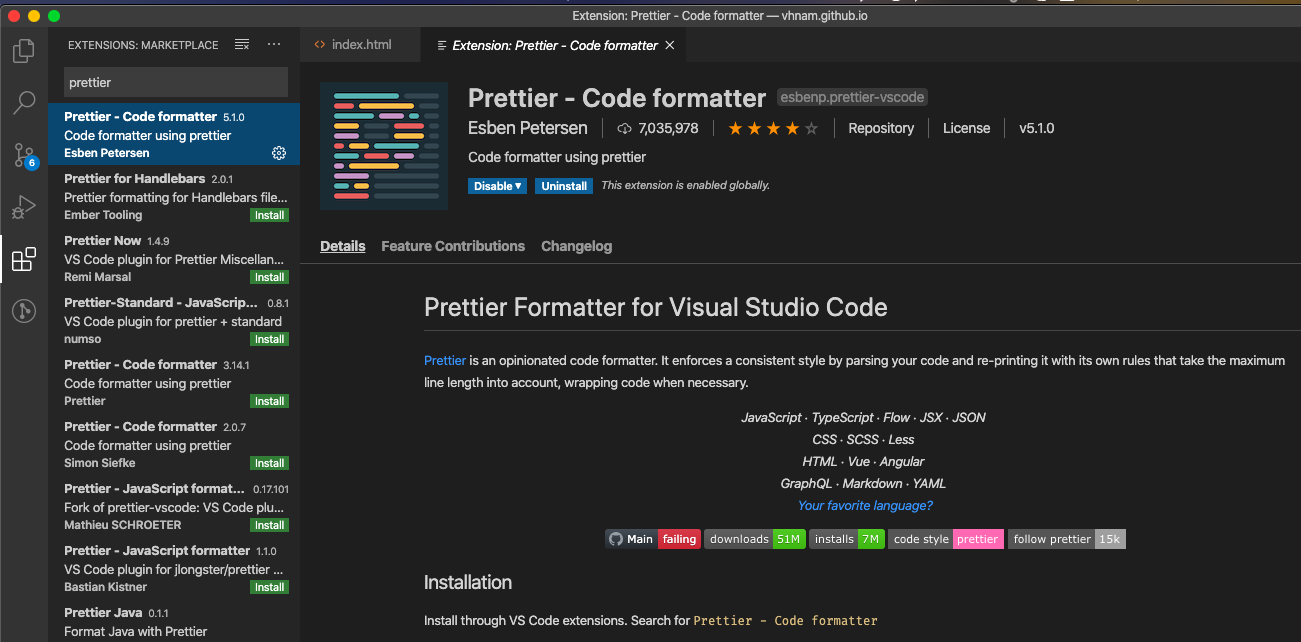 Extension: Prettier - Code formatter — vhnam.github.io
EXTENSIONS: MARKETPLACE
prettier
Prettier - Code formatter 5.1.0
Code formatter using prettier
Esben Petersen
Prettier for Handlebars 2.0.1
Prettier formatting for Handlebars file...
Ember Tooling Install
Prettier Now 1.4.9
VS Code plugin for Prettier Miscellan...
Remi Marsal Install
Prettier-Standard - JavaScrip... 0.8.1
VS Code plugin for prettier + standard
numso Install
Prettier - Code formatter 3.14.1
Code formatter using prettier
Prettier Install
Prettier - Code formatter 2.0.7
Code formatter using prettier
Simon Siefke Install
Prettier - JavaScript format... 0.17.101
Fork of prettier-vscode: VS Code plu...
Mathieu SCHROETER Install
Prettier - JavaScript formatter 1.1.0
VS Code plugin for jlongster/prettier ...
Bastian Kistner Install
Prettier Java 0.1.1
Format Java with Prettier
6
index.html
Extension: Prettier - Code formatter
Prettier - Code formatter esbenp.prettier-vscode
Esben Petersen 7,035,978 Repository License v5.1.0
Code formatter using prettier
Disable Uninstall This extension is enabled globally.
Details Feature Contributions Changelog
Prettier Formatter for Visual Studio Code
Prettier is an opinionated code formatter. It enforces a consistent style by parsing your code and re-printing it with its own rules that take the maximum
line length into account, wrapping code when necessary.
JavaScript · TypeScript · Flow · JSX · JSON
CSS · SCSS · Less
HTML · Vue · Angular
GraphQL · Markdown · YAML
Your favorite language?
Main failing downloads 51M installs 7M code style prettier follow prettier 15k
Installation
Install through VS Code extensions. Search for Prettier - Code formatter